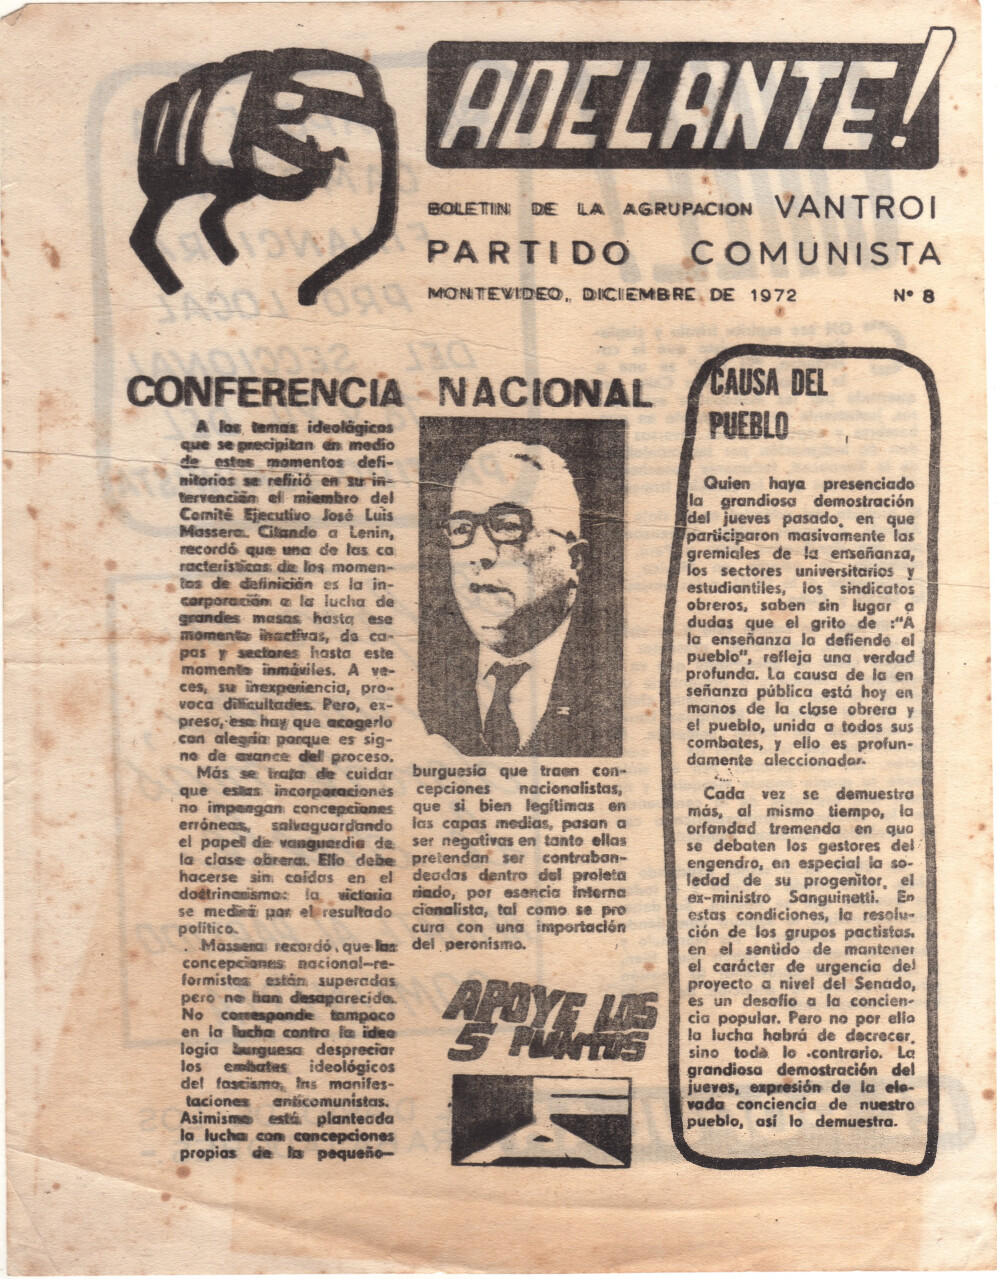 ADELANTE!
BOLETIN DE LA AGRUPACION VANTROI
PARTIDO COMUNISTA
MONTEVIDEO, DICIEMBRE DE 1972 Nº 8
CONFERENCIA NACIONAL
A los temas ideológicos
que se precipitan en medio
de estos momentos defi-
nitorios se refirió en su in-
tervención el miembro del
Comité Ejecutivo José Luis
Massera. Citando a Lenin,
recordó que una de las ca
racterísticas de los momen-
tos de definición es la in-
corporación a la lucha de
grandes masas hasta ese
momento inactivas, de ca-
pas y sectores hasta este
momento inmóviles. A ve-
ces, su inexperiencia, pro-
voca dificultades. Pero, ex-
presa, eso hay que acogerlo
con alegría porque es sig-
no de avance del proceso.
Más se trata de cuidar
que estas incorporaciones
no impongan concepciones
erróneas, salvaguardando
el papel de vanguardia de
la clase obrera. Ello debe
hacerse sin caídas en el
doctrinarismo: la victoria
se medirá por el resultado
político.
Massera recordó, que las
concepciones nacional-re-
formistas están superadas
pero no han desaparecido.
No corresponde tampoco
en la lucha contra la ideo
logía burguesa despreciar
los embates ideológicos
del fascismo, las manifes-
taciones anticomunistas.
Asimismo está planteada
la lucha con concepciones
propias de la pequeño-
burguesía que traen con-
cepciones nacionalistas,
que si bien legítimas en
las capas medias, pasan a
ser negativas en tanto ellas
pretendan ser contraban-
deadas dentro del proleta
riado, por esencia interna
cionalista, tal como se pro
cura con una importación
del peronismo.
APOYE LOS
5 PUNTOS
CAUSA DEL
PUEBLO
Quien haya presenciado
la grandiosa demostración
del jueves pasado, en que
participaron masivamente las
gremiales de la enseñanza,
los sectores universitarios y
estudiantiles, los sindicatos
obreros, saben sin lugar a
dudas que el grito de :"A
la enseñanza la defiende el
pueblo", refleja una verdad
profunda. La causa de la en
señanza pública está hoy en
manos de la clase obrera y
el pueblo, unida a todos sus
combates, y ello es profun-
damente aleccionador.
Cada vez se demuestra
más, al mismo tiempo, la
orfandad tremenda en que
se debaten los gestores del
engendro, en especial la so-
ledad de su progenitor, el
ex-ministro Sanguinetti. En
estas condiciones, la resolu-
ción de los grupos pactistas.
en el sentido de mantener
el carácter de urgencia del
proyecto a nivel del Senado,
es un desafío a la concien-
cia popular. Pero no por ello
la lucha habrá de decrecer,
sino todo lo contrario. La
grandiosa demostración del
jueves, expresión de la ele-
vada conciencia de nuestro
pueblo, así lo demuestra.